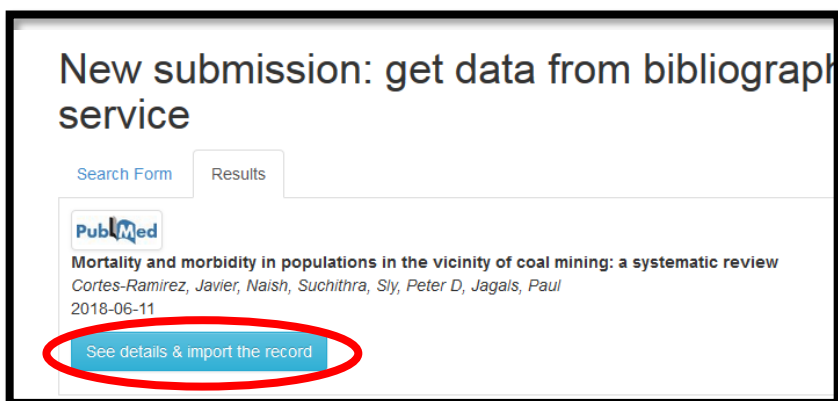 New submission: get data from bibliograph
service
Search Form Results
PubMed
Mortality and morbidity in populations in the vicinity of coal mining: a systematic review
Cortes-Ramirez, Javier, Naish, Suchithra, Sly, Peter D, Jagals, Paul
2018-06-11
See details & import the record